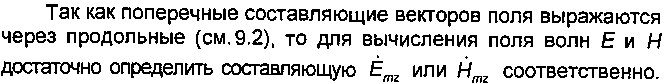 Так как поперечные составляющие векторов поля выражаются
через продольные (см.9.2), то для вычисления поля волн E и H
достаточно определить составляющую Ė_mz или Ḣ_mz соответственно.